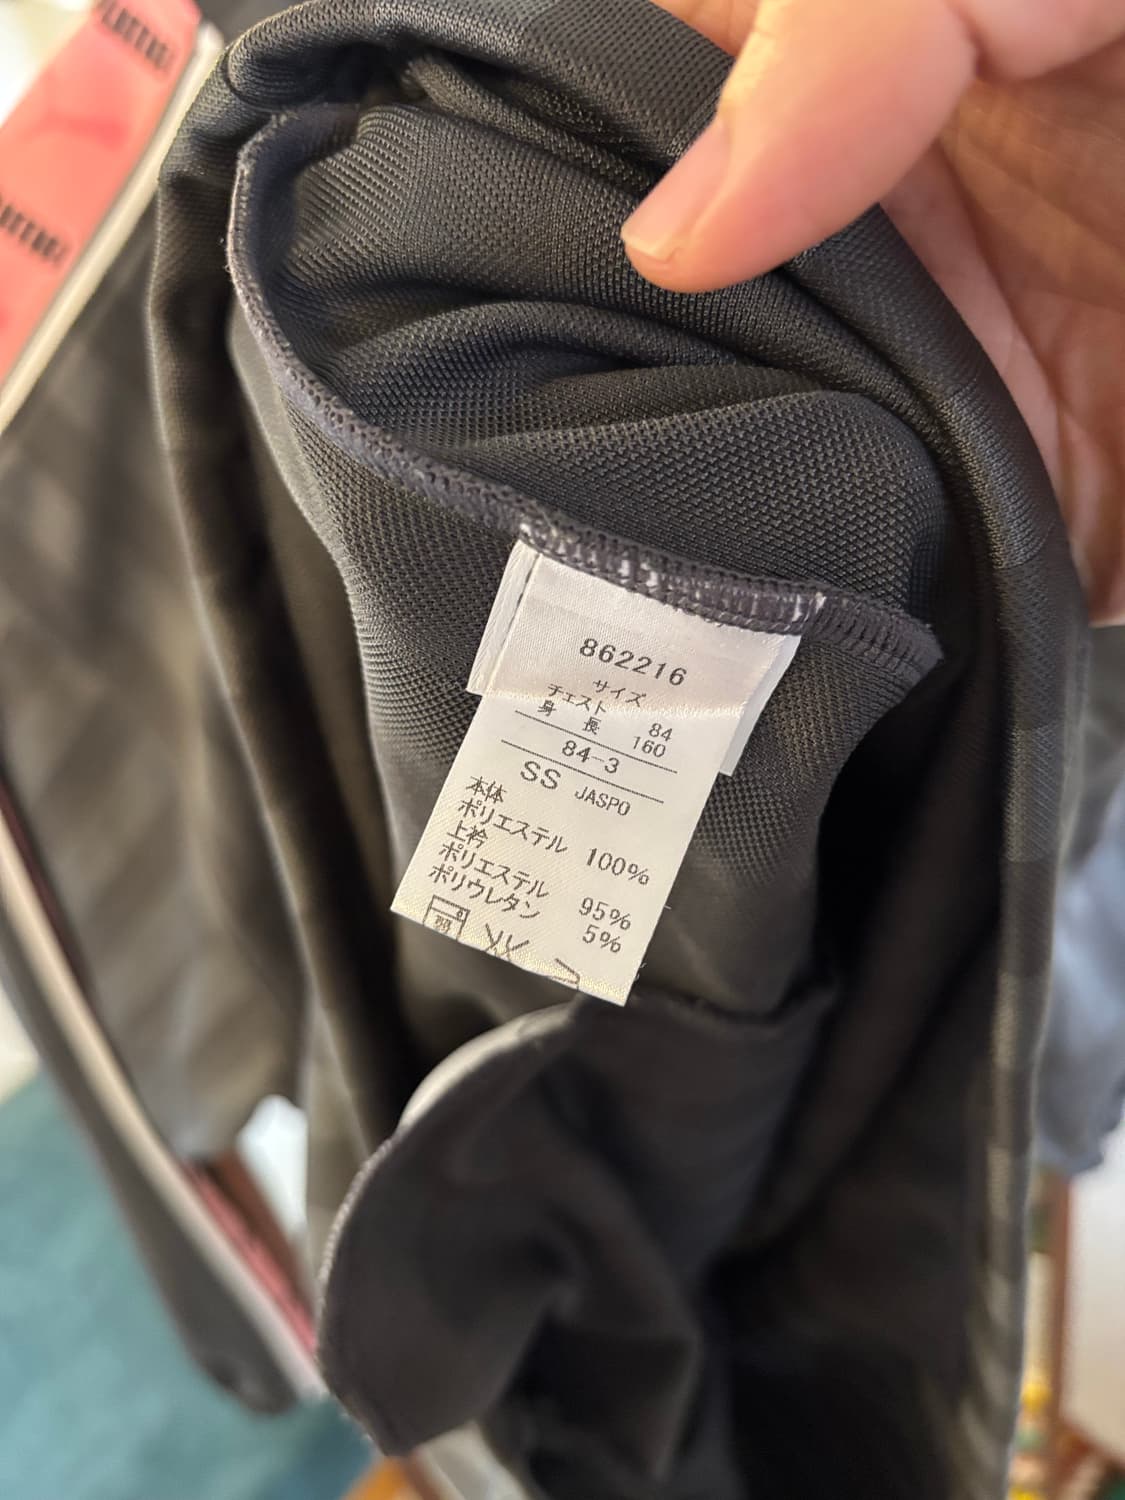 862216
サイズ
チェスト 84
身長 160
84-3
SS JASPO
本体
ポリエステル 100%
上衿
ポリエステル 95%
ポリウレタン 5%